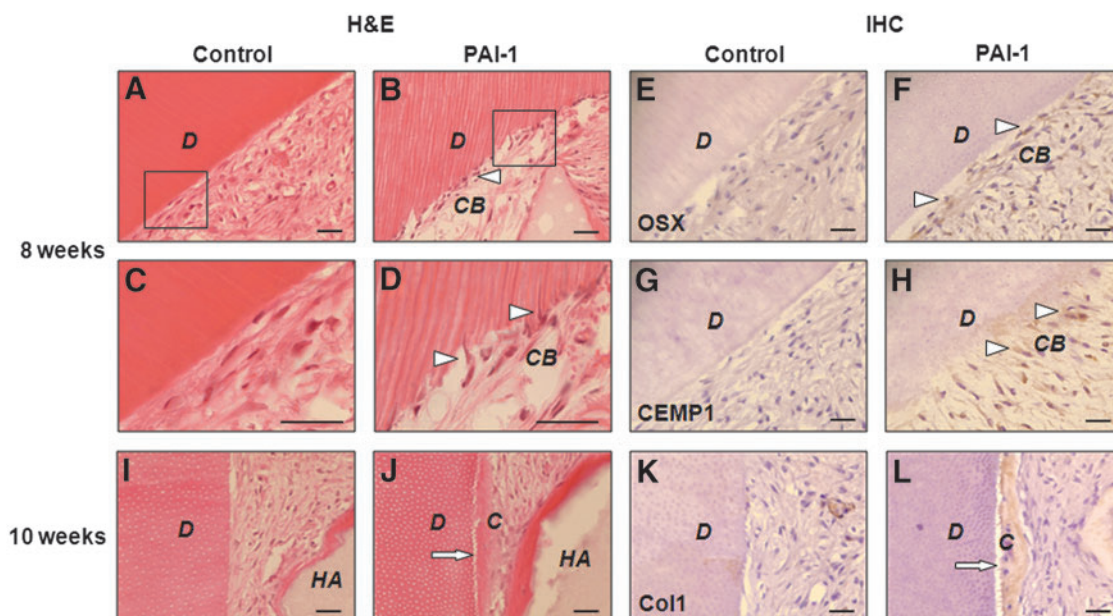 H&E IHC
Control PAI-1 Control PAI-1
A B E F
D D D D
CB CB
OSX
8 weeks
C D G H
CB D D CB
CEMP1
I J K L
10 weeks
D D C D D C
HA HA
Col1